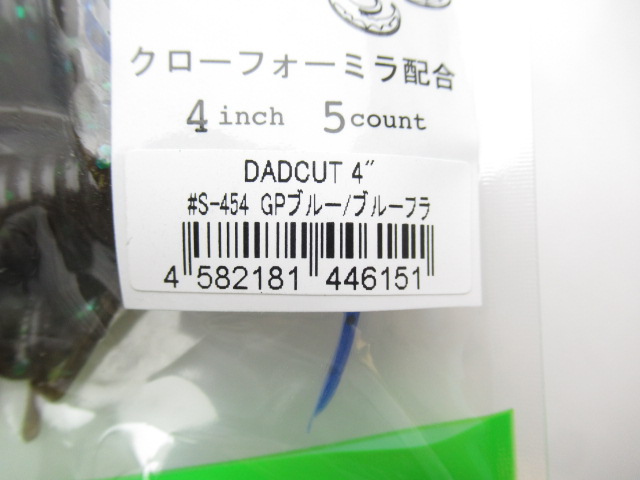 クローフォーミラ配合
4 inch 5 count
DADCUT 4"
#S-454 GPブルー/ブルーフラ
4 582181 446151